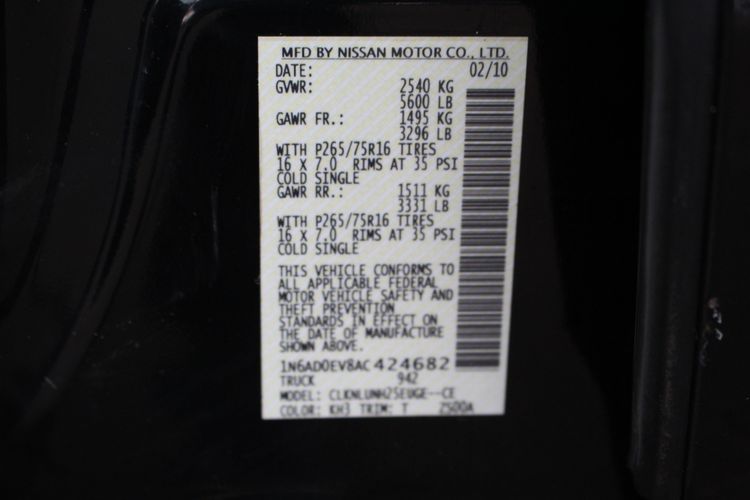 MFD BY NISSAN MOTOR CO., LTD.
DATE: 02/10
GVWR: 2540 KG
5600 LB
GAWR FR.: 1495 KG
3296 LB
WITH P265/75R16 TIRES
16 X 7.0 RIMS AT 35 PSI
COLD SINGLE
GAWR RR.: 1511 KG
3331 LB
WITH P265/75R16 TIRES
16 X 7.0 RIMS AT 35 PSI
COLD SINGLE
THIS VEHICLE CONFORMS TO
ALL APPLICABLE FEDERAL
MOTOR VEHICLE SAFETY AND
THEFT PREVENTION
STANDARDS IN EFFECT ON
THE DATE OF MANUFACTURE
SHOWN ABOVE.
1N6AD0EV8AC424682
TRUCK 942
MODEL: CLKNLUNH25EUGE--CE
COLOR: KH3 TRIM: T 2500A